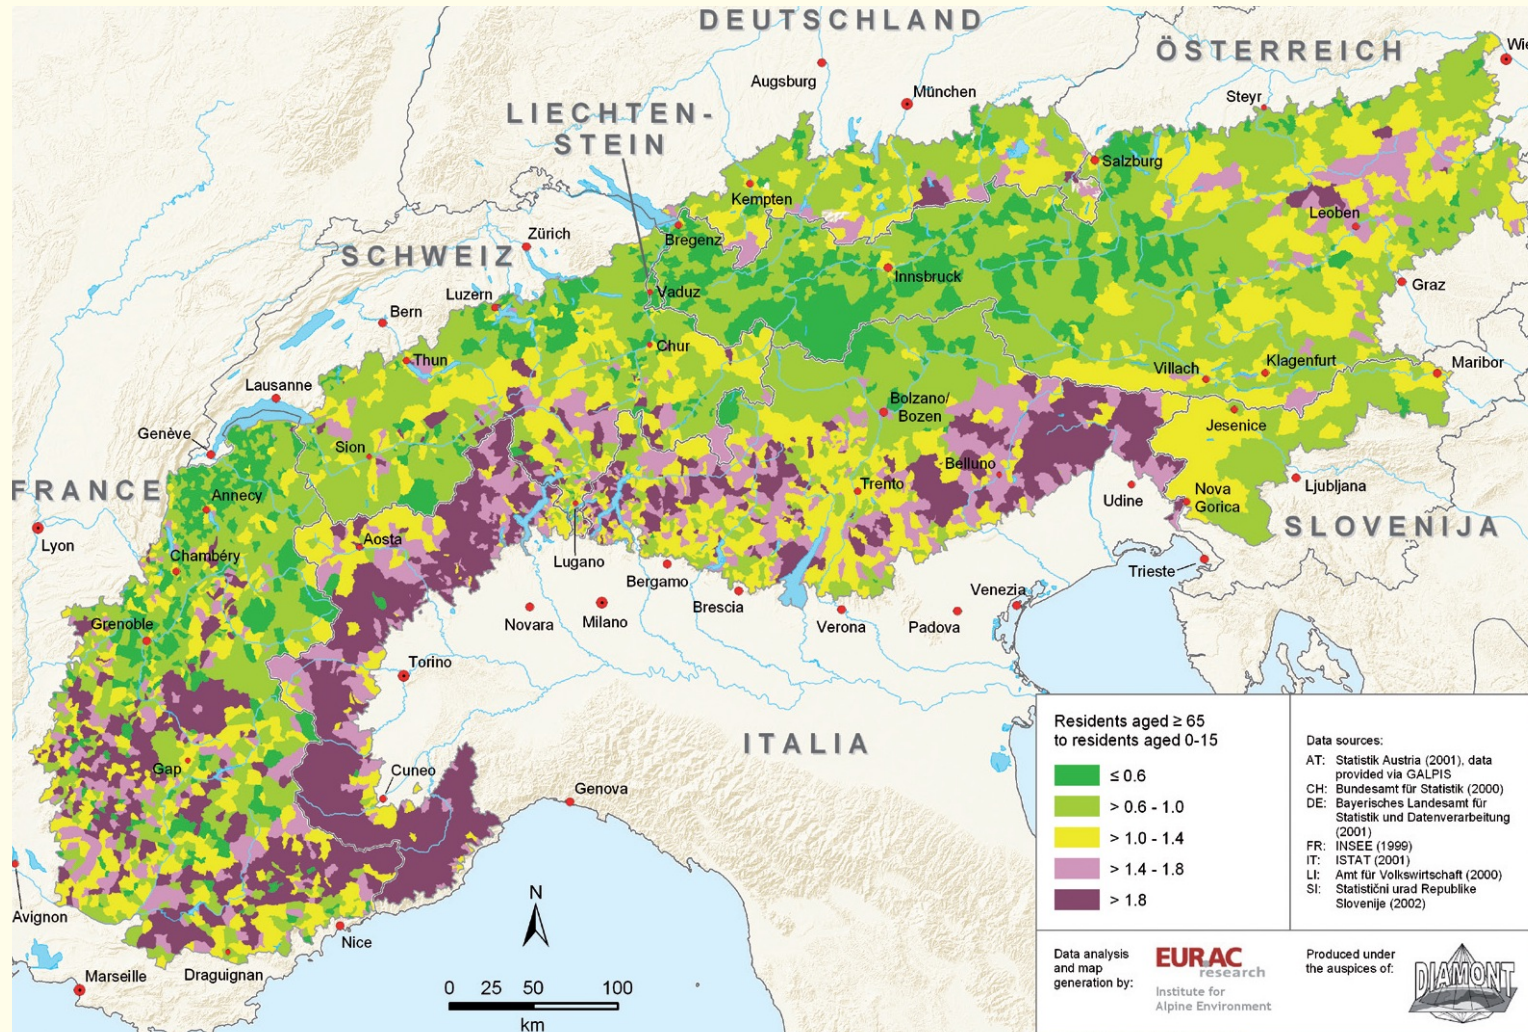 DEUTSCHLAND
ÖSTERREICH
Wie
Augsburg
München
Steyr
LIECHTEN-
STEIN
Salzburg
Kempten
Leoben
Zürich
Bregenz
SCHWEIZ
Innsbruck
Graz
Luzern
Vaduz
Bern
Chur
Thun
Villach
Klagenfurt
Maribor
Lausanne
Bolzano/
Bozen
Jesenice
Genève
Sion
Belluno
Trento
Udine
Nova
Gorica
Ljubljana
FRANCE
Annecy
SLOVENIJA
Lyon
Aosta
Chambéry
Lugano
Bergamo
Trieste
Brescia
Venezia
Novara
Milano
Verona
Padova
Grenoble
Torino
ITALIA
Gap
Cuneo
Genova
Avignon
Nice
Draguignan
Marseille
N
0 25 50 100
km
Residents aged ≥ 65
to residents aged 0-15
≤ 0.6
> 0.6 - 1.0
> 1.0 - 1.4
> 1.4 - 1.8
> 1.8
Data sources:
AT: Statistik Austria (2001), data
provided via GALPIS
CH: Bundesamt für Statistik (2000)
DE: Bayerisches Landesamt für
Statistik und Datenverarbeitung
(2001)
FR: INSEE (1999)
IT: ISTAT (2001)
LI: Amt für Volkswirtschaft (2000)
SI: Statistični urad Republike
Slovenije (2002)
Data analysis
and map
generation by:
EURAC
research
Institute for
Alpine Environment
Produced under
the auspices of:
DIAMONT